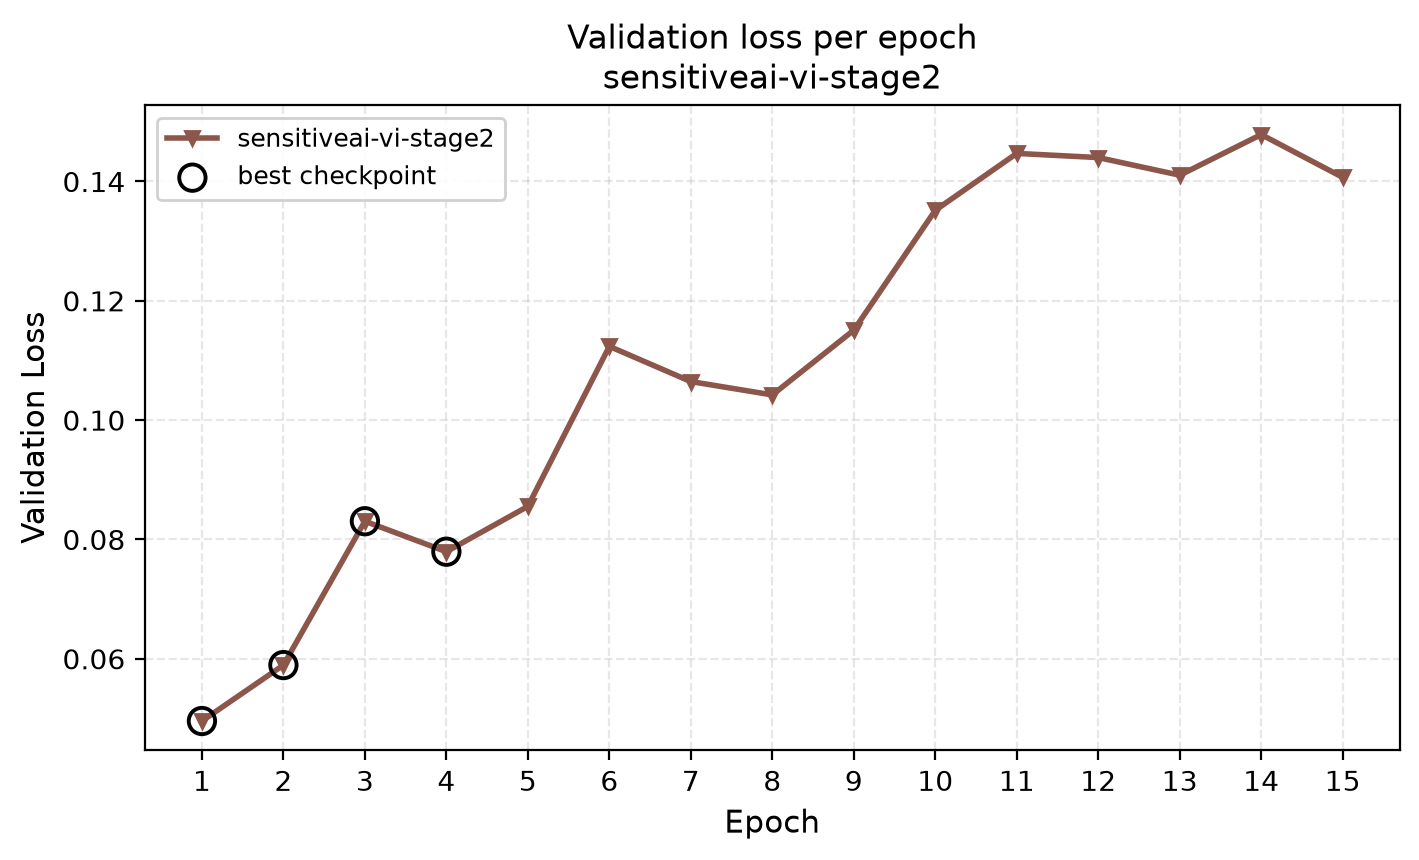 Validation loss per epoch
sensitiveai-vi-stage2
sensitiveai-vi-stage2
best checkpoint
Validation Loss
0.14
0.12
0.10
0.08
0.06
1 2 3 4 5 6 7 8 9 10 11 12 13 14 15
Epoch